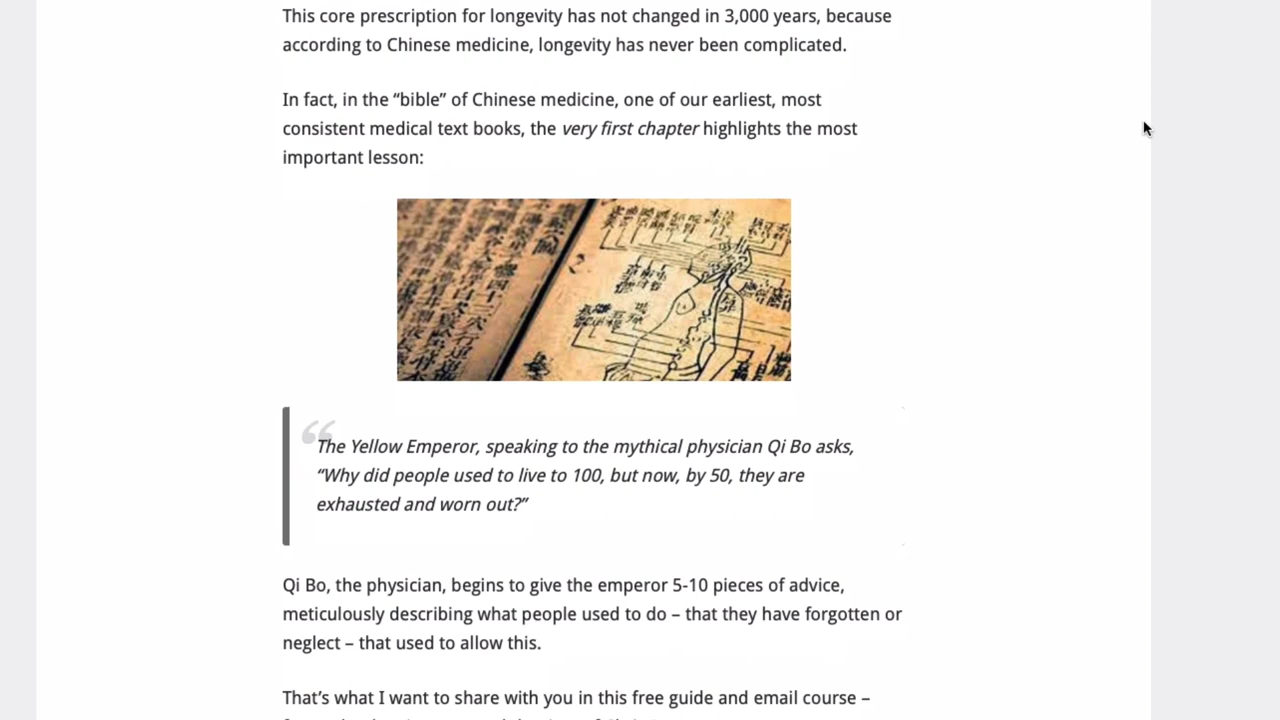 This core prescription for longevity has not changed in 3,000 years, because
according to Chinese medicine, longevity has never been complicated.
In fact, in the “bible” of Chinese medicine, one of our earliest, most
consistent medical text books, the very first chapter highlights the most
important lesson:
The Yellow Emperor, speaking to the mythical physician Qi Bo asks,
“Why did people used to live to 100, but now, by 50, they are
exhausted and worn out?”
Qi Bo, the physician, begins to give the emperor 5-10 pieces of advice,
meticulously describing what people used to do – that they have forgotten or
neglect – that used to allow this.
That’s what I want to share with you in this free guide and email course –